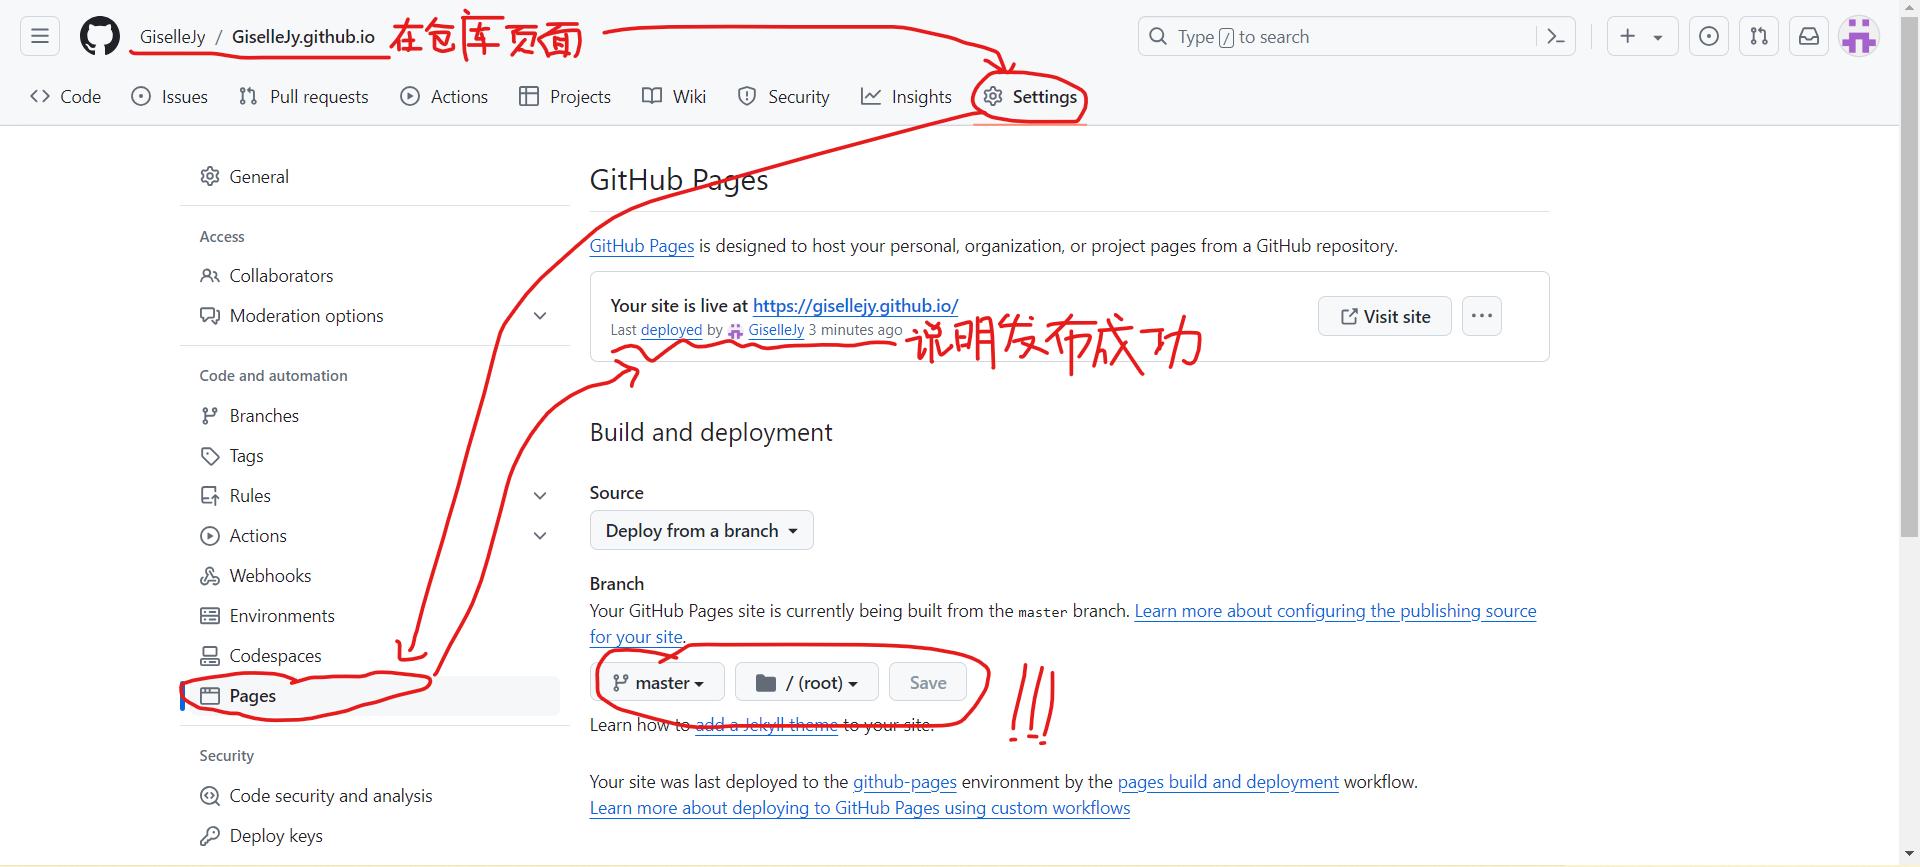 GiselleJy / GiselleJy.github.io 在仓库页面
Type / to search
Code Issues Pull requests Actions Projects Wiki Security Insights Settings
General
Access
Collaborators
Moderation options
Code and automation
Branches
Tags
Rules
Actions
Webhooks
Environments
Codespaces
Pages
Security
Code security and analysis
Deploy keys
GitHub Pages
GitHub Pages is designed to host your personal, organization, or project pages from a GitHub repository.
Your site is live at https://gisellejy.github.io/
Last deployed by GiselleJy 3 minutes ago
说明发布成功
Visit site
Build and deployment
Source
Deploy from a branch
Branch
Your GitHub Pages site is currently being built from the master branch. Learn more about configuring the publishing source
for your site.
master / (root) Save
!!!
Learn how to add a Jekyll theme to your site.
Your site was last deployed to the github-pages environment by the pages build and deployment workflow.
Learn more about deploying to GitHub Pages using custom workflows